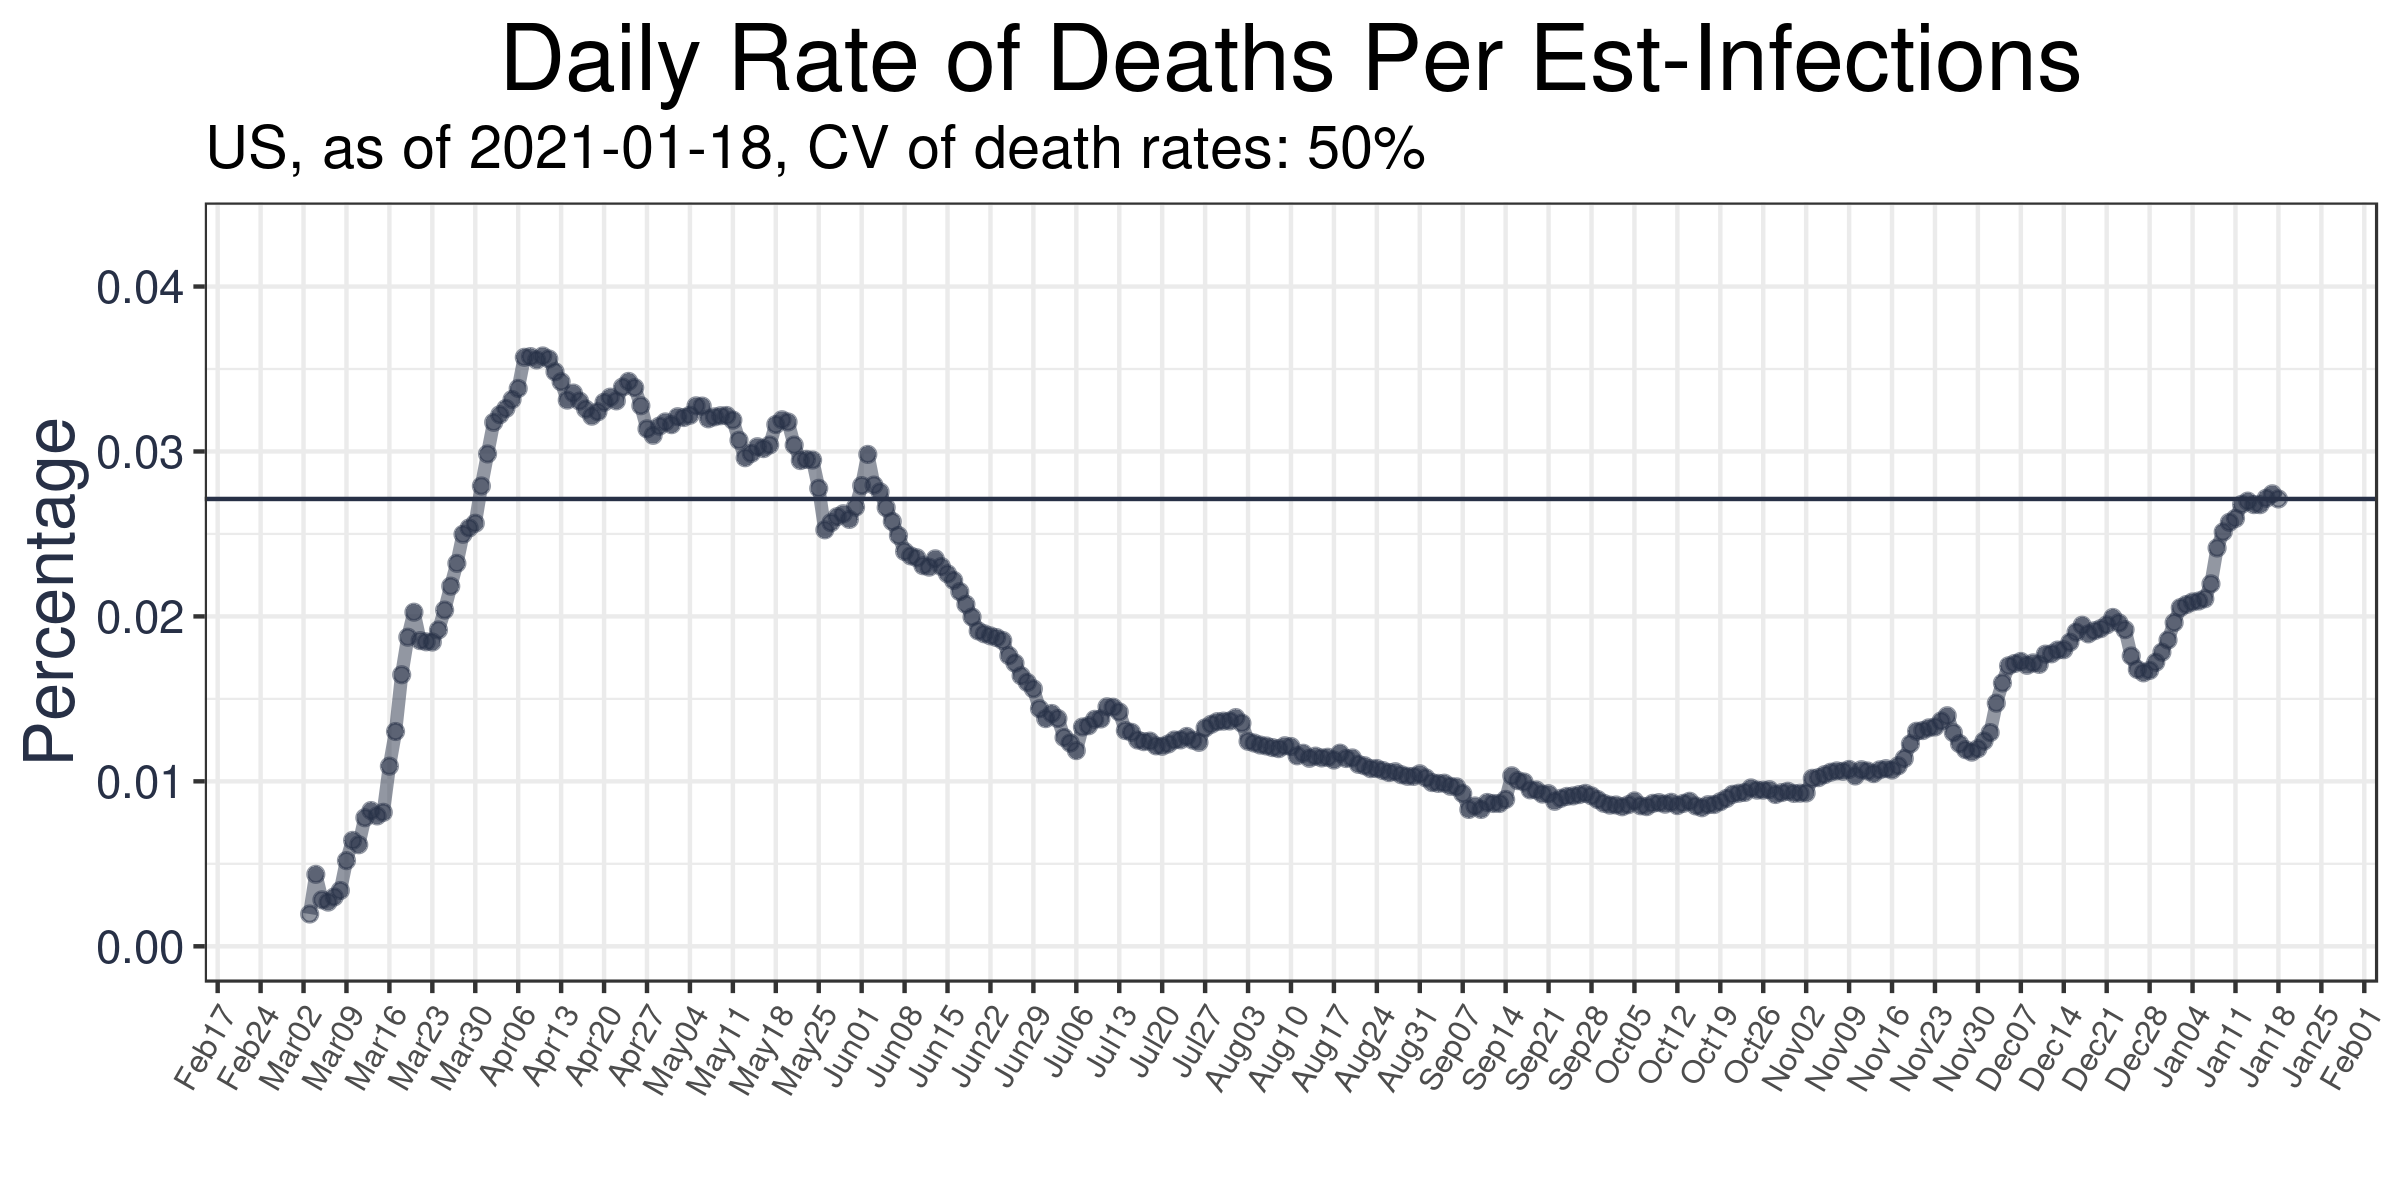 Daily Rate of Deaths Per Est-Infections
US, as of 2021-01-18, CV of death rates: 50%
Percentage
0.04
0.03
0.02
0.01
0.00
Feb17
Feb24
Mar02
Mar09
Mar16
Mar23
Mar30
Apr06
Apr13
Apr20
Apr27
May04
May11
May18
May25
Jun01
Jun08
Jun15
Jun22
Jun29
Jul06
Jul13
Jul20
Jul27
Aug03
Aug10
Aug17
Aug24
Aug31
Sep07
Sep14
Sep21
Sep28
Oct05
Oct12
Oct19
Oct26
Nov02
Nov09
Nov16
Nov23
Nov30
Dec07
Dec14
Dec21
Dec28
Jan04
Jan11
Jan18
Jan25
Feb01